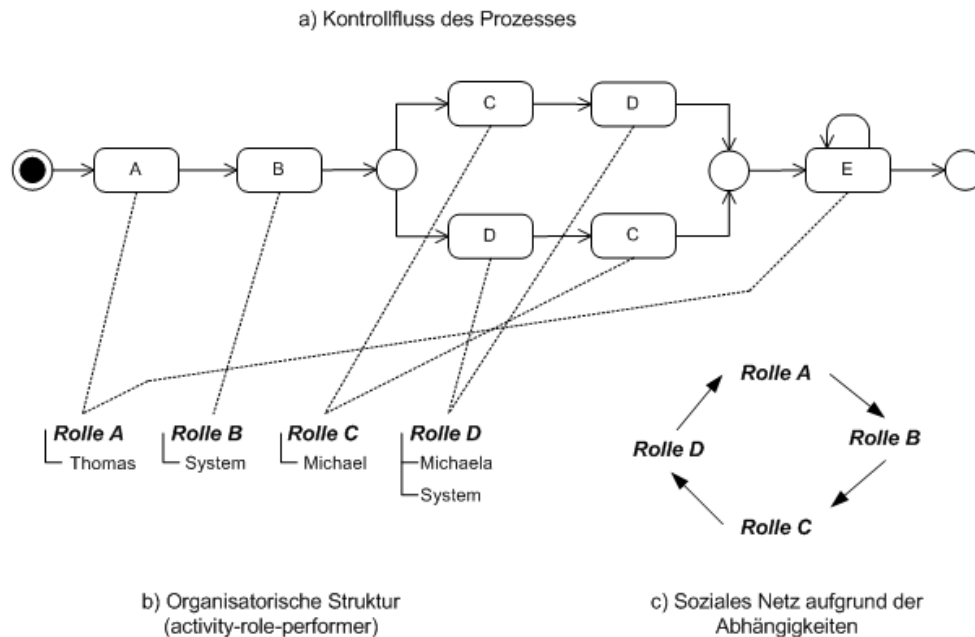 a) Kontrollfluss des Prozesses
C
D
A
B
E
D
C
Rolle A
Thomas
Rolle B
System
Rolle C
Michael
Rolle D
Michaela
System
Rolle A
Rolle B
Rolle D
Rolle C
b) Organisatorische Struktur
(activity-role-performer)
c) Soziales Netz aufgrund der
Abhängigkeiten